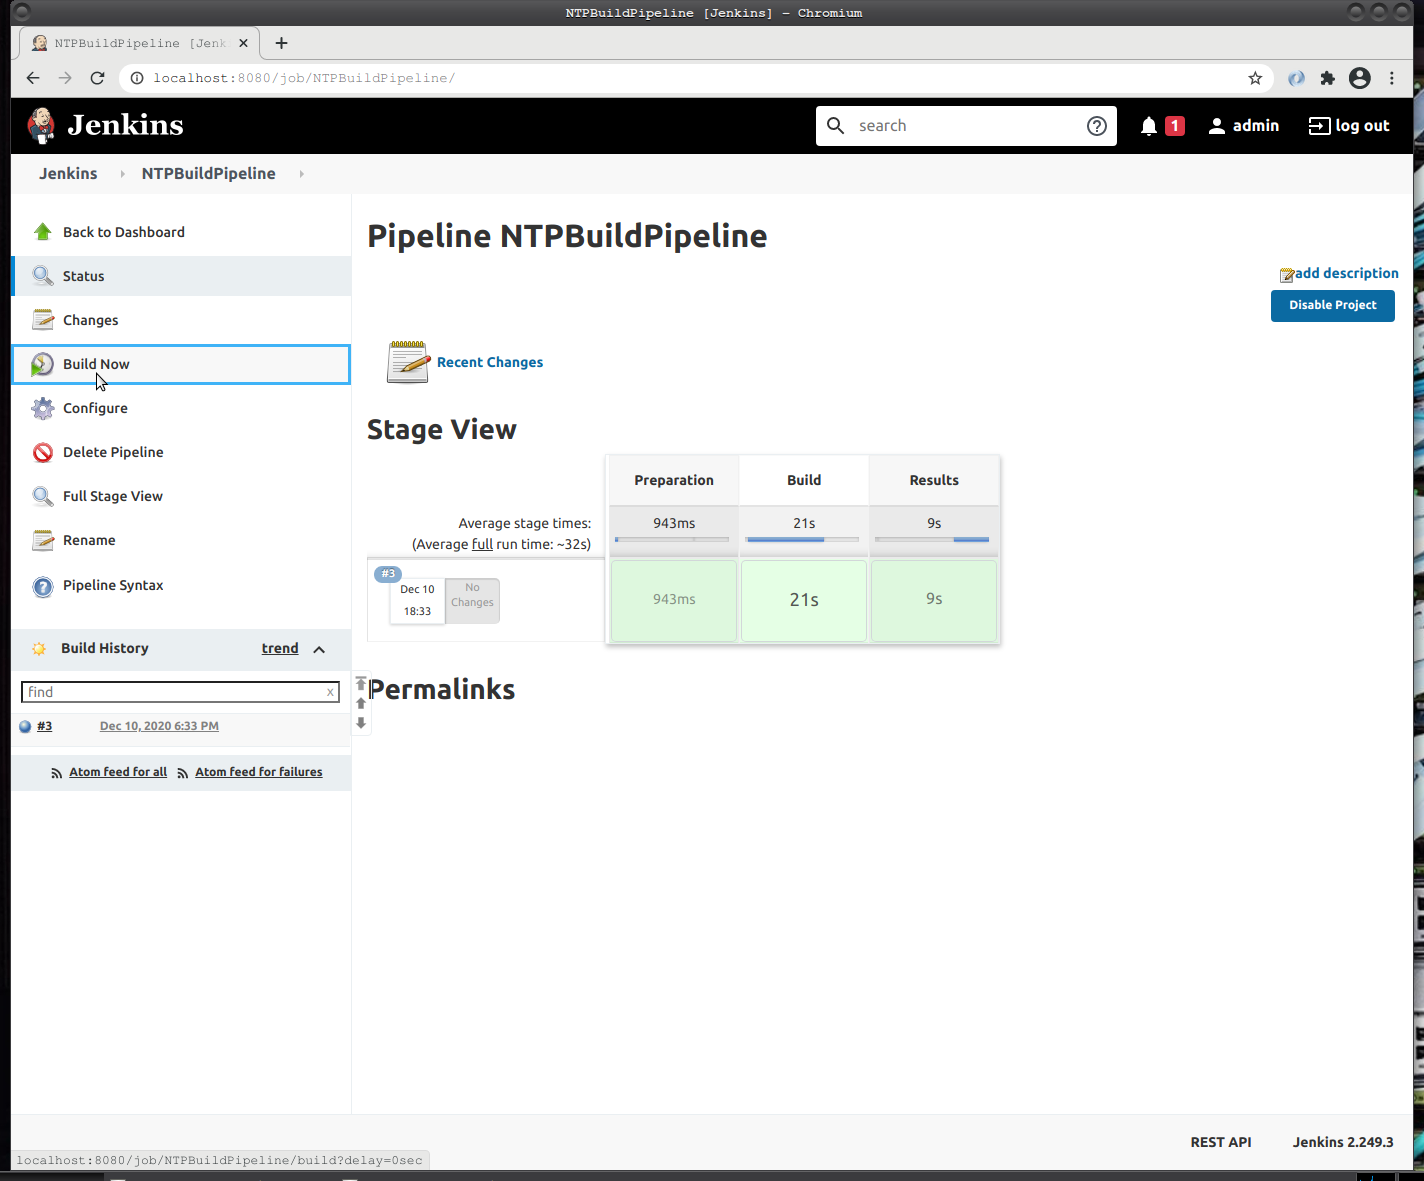 NTPBuildPipeline [Jenkins] - Chromium
NTPBuildPipeline [Jenk
localhost:8080/job/NTPBuildPipeline/
Jenkins
search
1
admin
log out
Jenkins
NTPBuildPipeline
Back to Dashboard
Status
Changes
Build Now
Configure
Delete Pipeline
Full Stage View
Rename
Pipeline Syntax
Build History
trend
find
x
#3
Dec 10, 2020 6:33 PM
Atom feed for all
Atom feed for failures
Pipeline NTPBuildPipeline
add description
Disable Project
Recent Changes
Stage View
Preparation
Build
Results
Average stage times:
(Average full run time: ~32s)
943ms
21s
9s
#3
Dec 10
18:33
No
Changes
943ms
21s
9s
Permalinks
REST API
Jenkins 2.249.3
localhost:8080/job/NTPBuildPipeline/build?delay=0sec